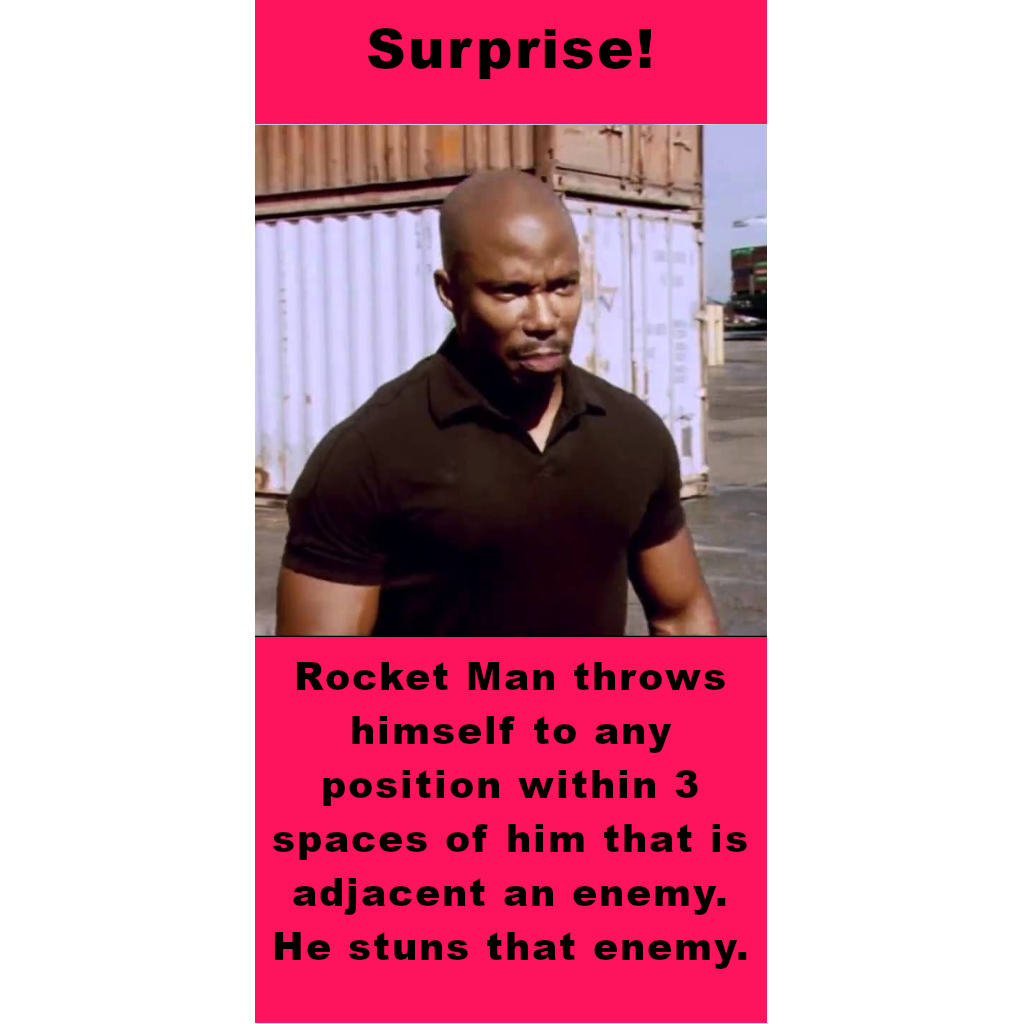 Surprise!
Rocket Man throws
himself to any
position within 3
spaces of him that is
adjacent an enemy.
He stuns that enemy.